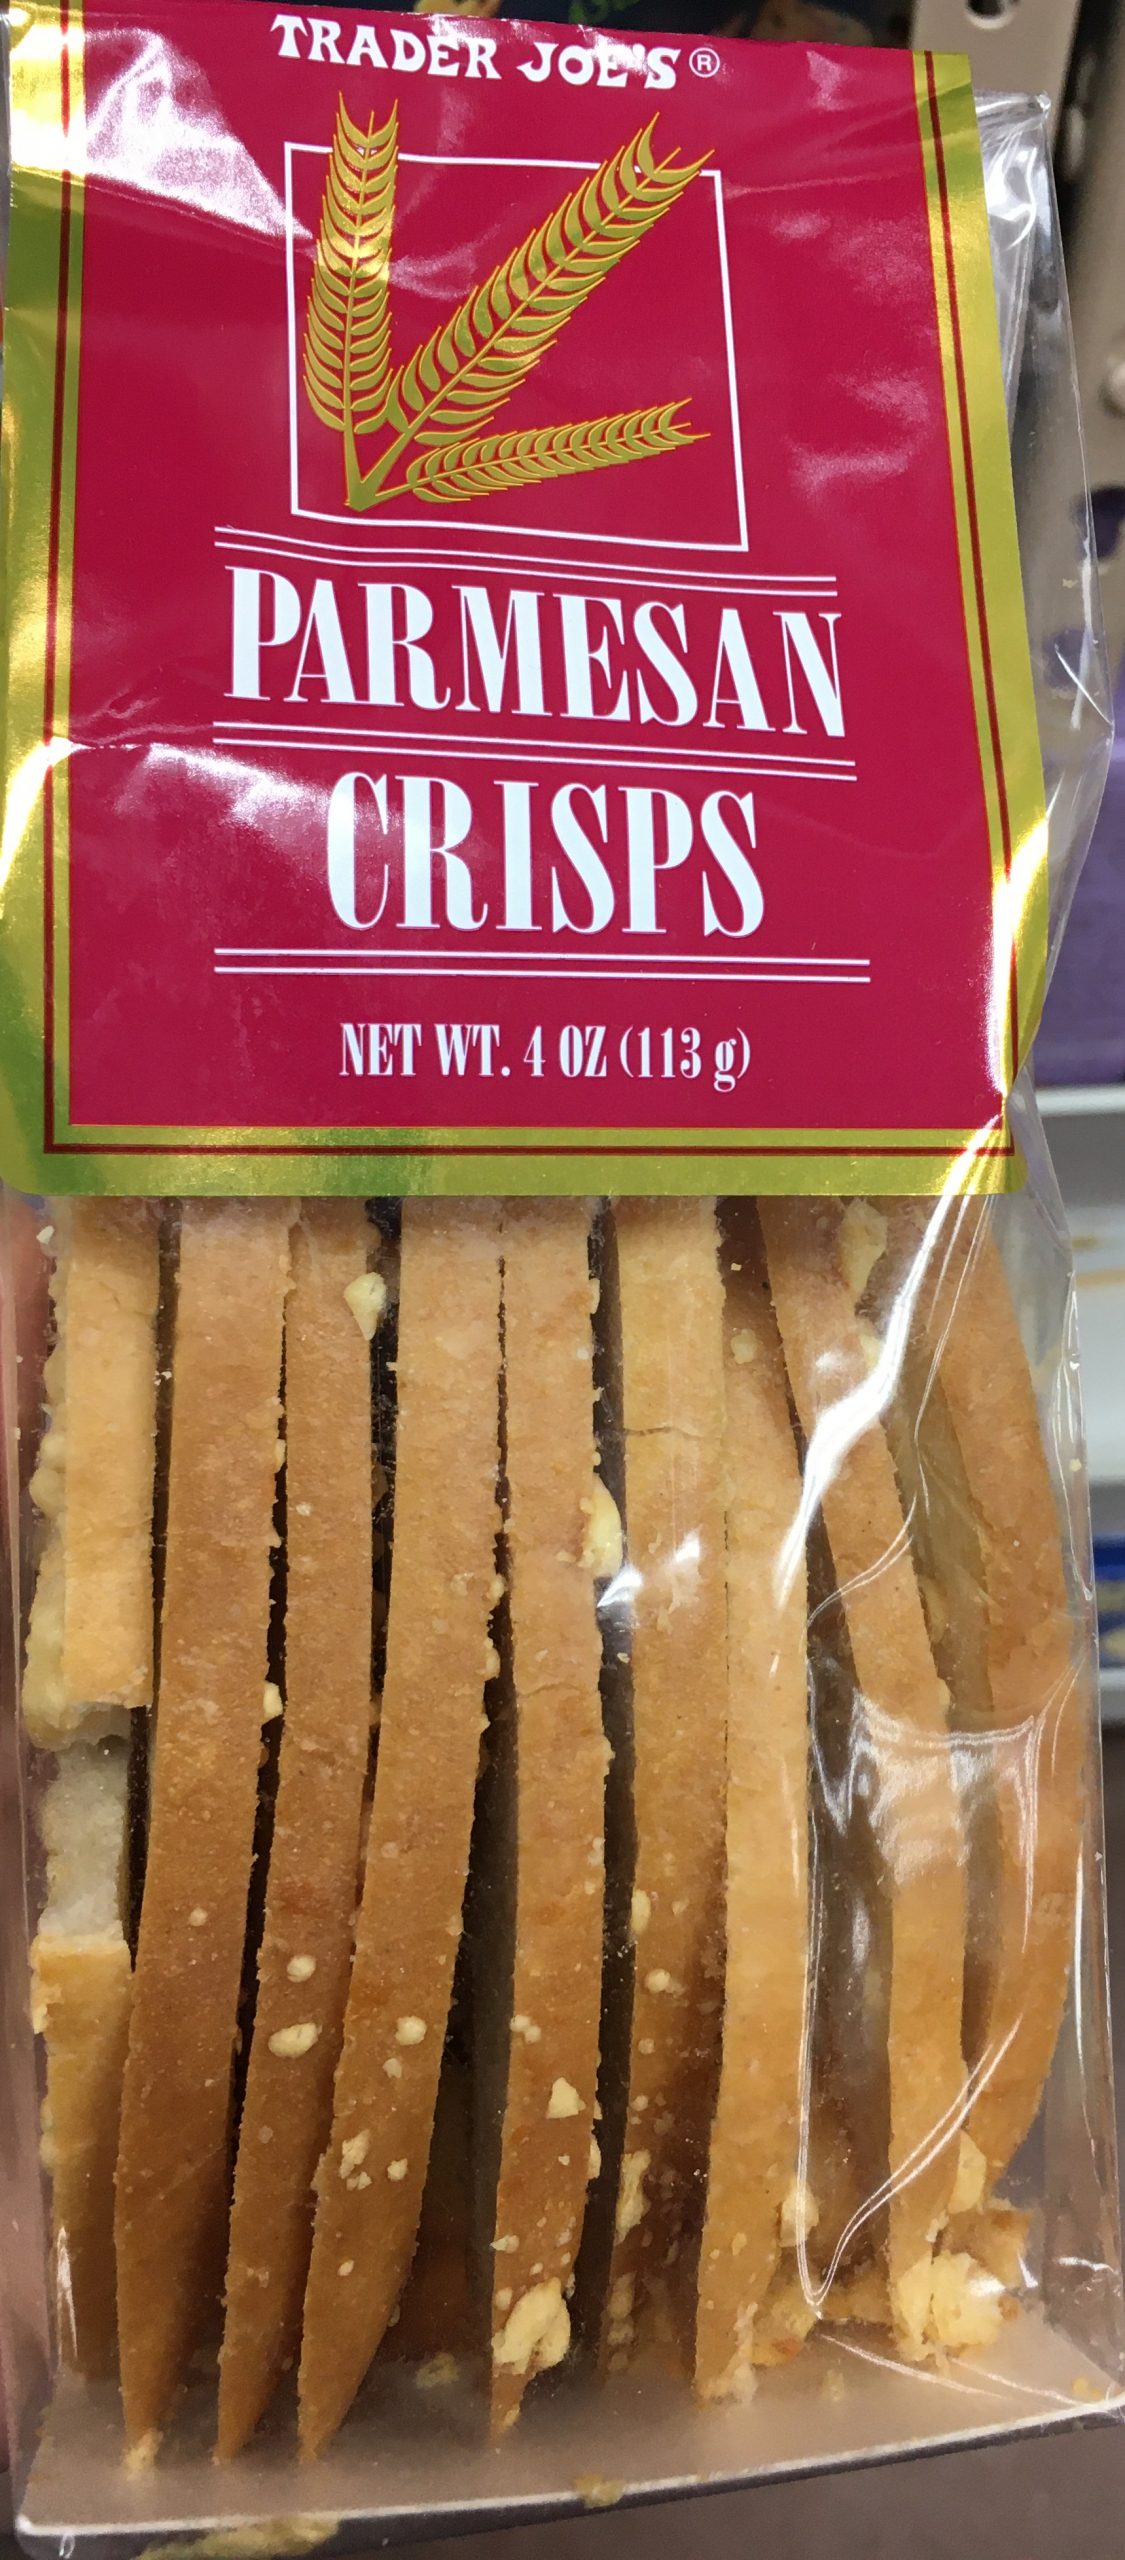 TRADER JOE'S®
PARMESAN
CRISPS
NET WT. 4 OZ (113 g)